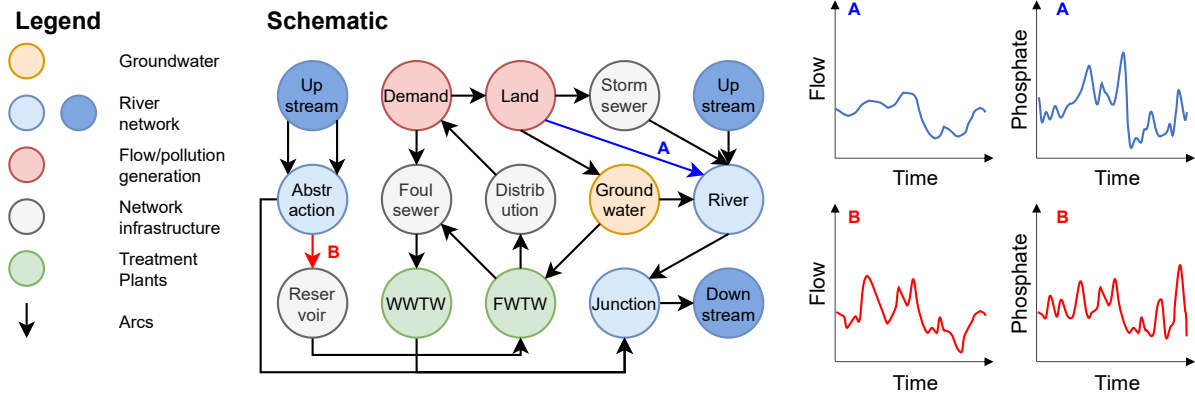 Legend
Groundwater
River
network
Flow/pollution
generation
Network
infrastructure
Treatment
Plants
Arcs
Schematic
Up
stream
Demand
Land
Storm
sewer
Up
stream
A
Abstr
action
Foul
sewer
Distrib
ution
Ground
water
River
B
Reser
voir
WWTW
FWTW
Junction
Down
stream
A
Flow
Time
A
Phosphate
Time
B
Flow
Time
B
Phosphate
Time